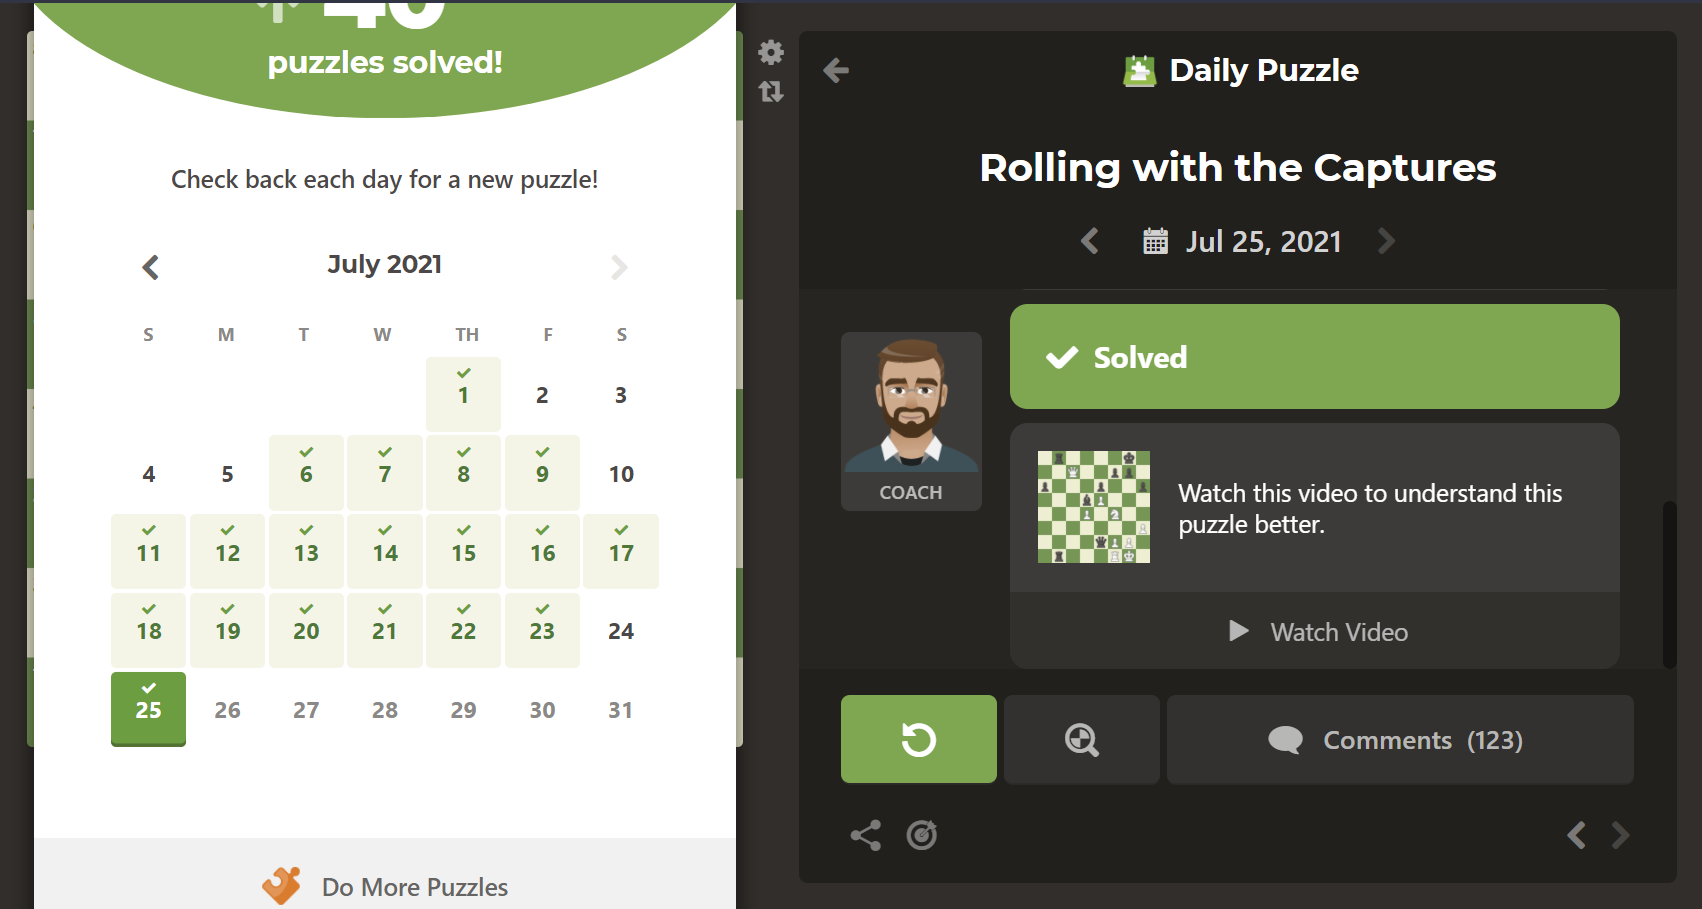 puzzles solved!
Check back each day for a new puzzle!
July 2021
S M T W TH F S
1 2 3
4 5 6 7 8 9 10
11 12 13 14 15 16 17
18 19 20 21 22 23 24
25 26 27 28 29 30 31
Do More Puzzles
Daily Puzzle
Rolling with the Captures
Jul 25, 2021
Solved
COACH
Watch this video to understand this
puzzle better.
Watch Video
Comments (123)